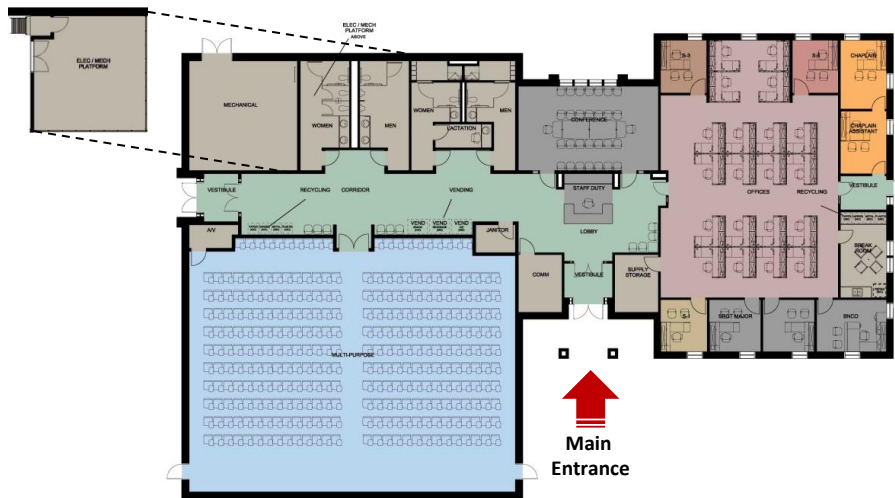 ELEC / MECH
PLATFORM
ABOVE
ELEC / MECH
PLATFORM
MECHANICAL
WOMEN
MEN
WOMEN
MEN
LACTATION
CONFERENCE
S-3
CHAPLAIN
CHAPLAIN
ASSISTANT
VESTIBULE
RECYCLING
CORRIDOR
VENDING
STAFF DUTY
LOBBY
OFFICES
RECYCLING
VESTIBULE
A/V
VEND
VEND
VEND
JANITOR
BREAK
ROOM
COMM
VESTIBULE
SUPPLY
STORAGE
MULTI-PURPOSE
S-1
SRGT MAJOR
BNCO
Main
Entrance